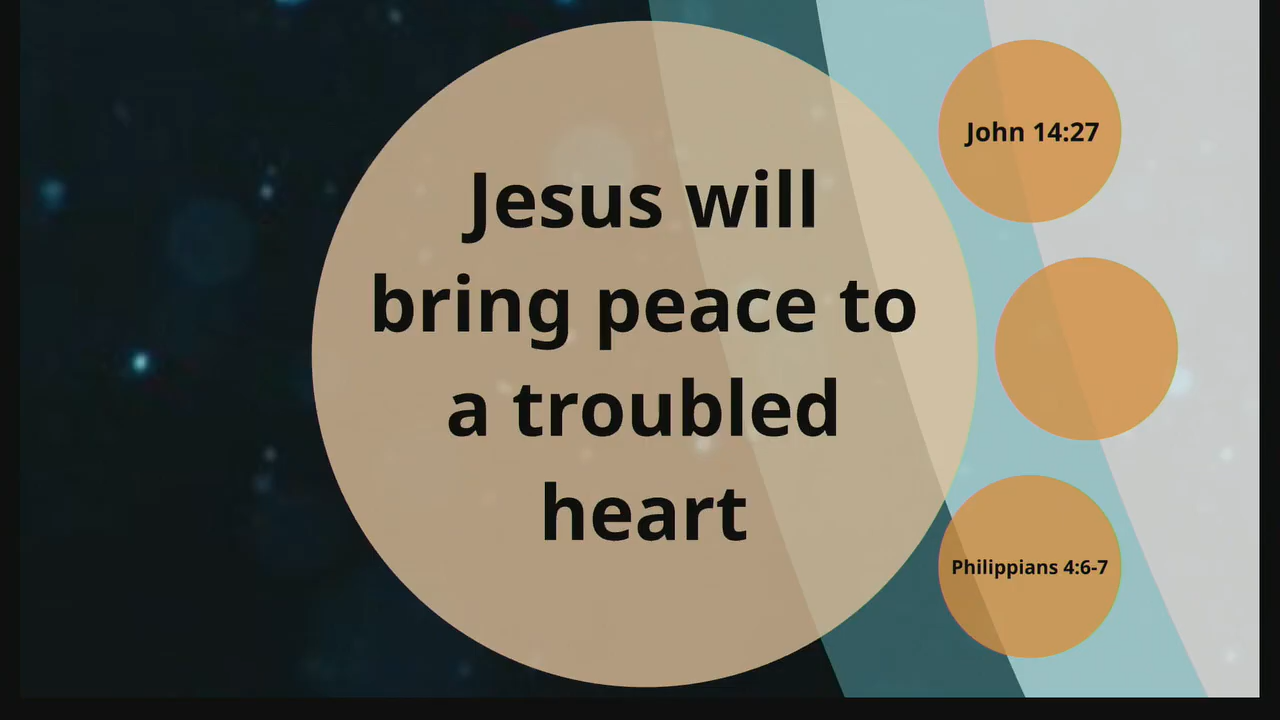 Jesus will
bring peace to
a troubled
heart
John 14:27
Philippians 4:6-7